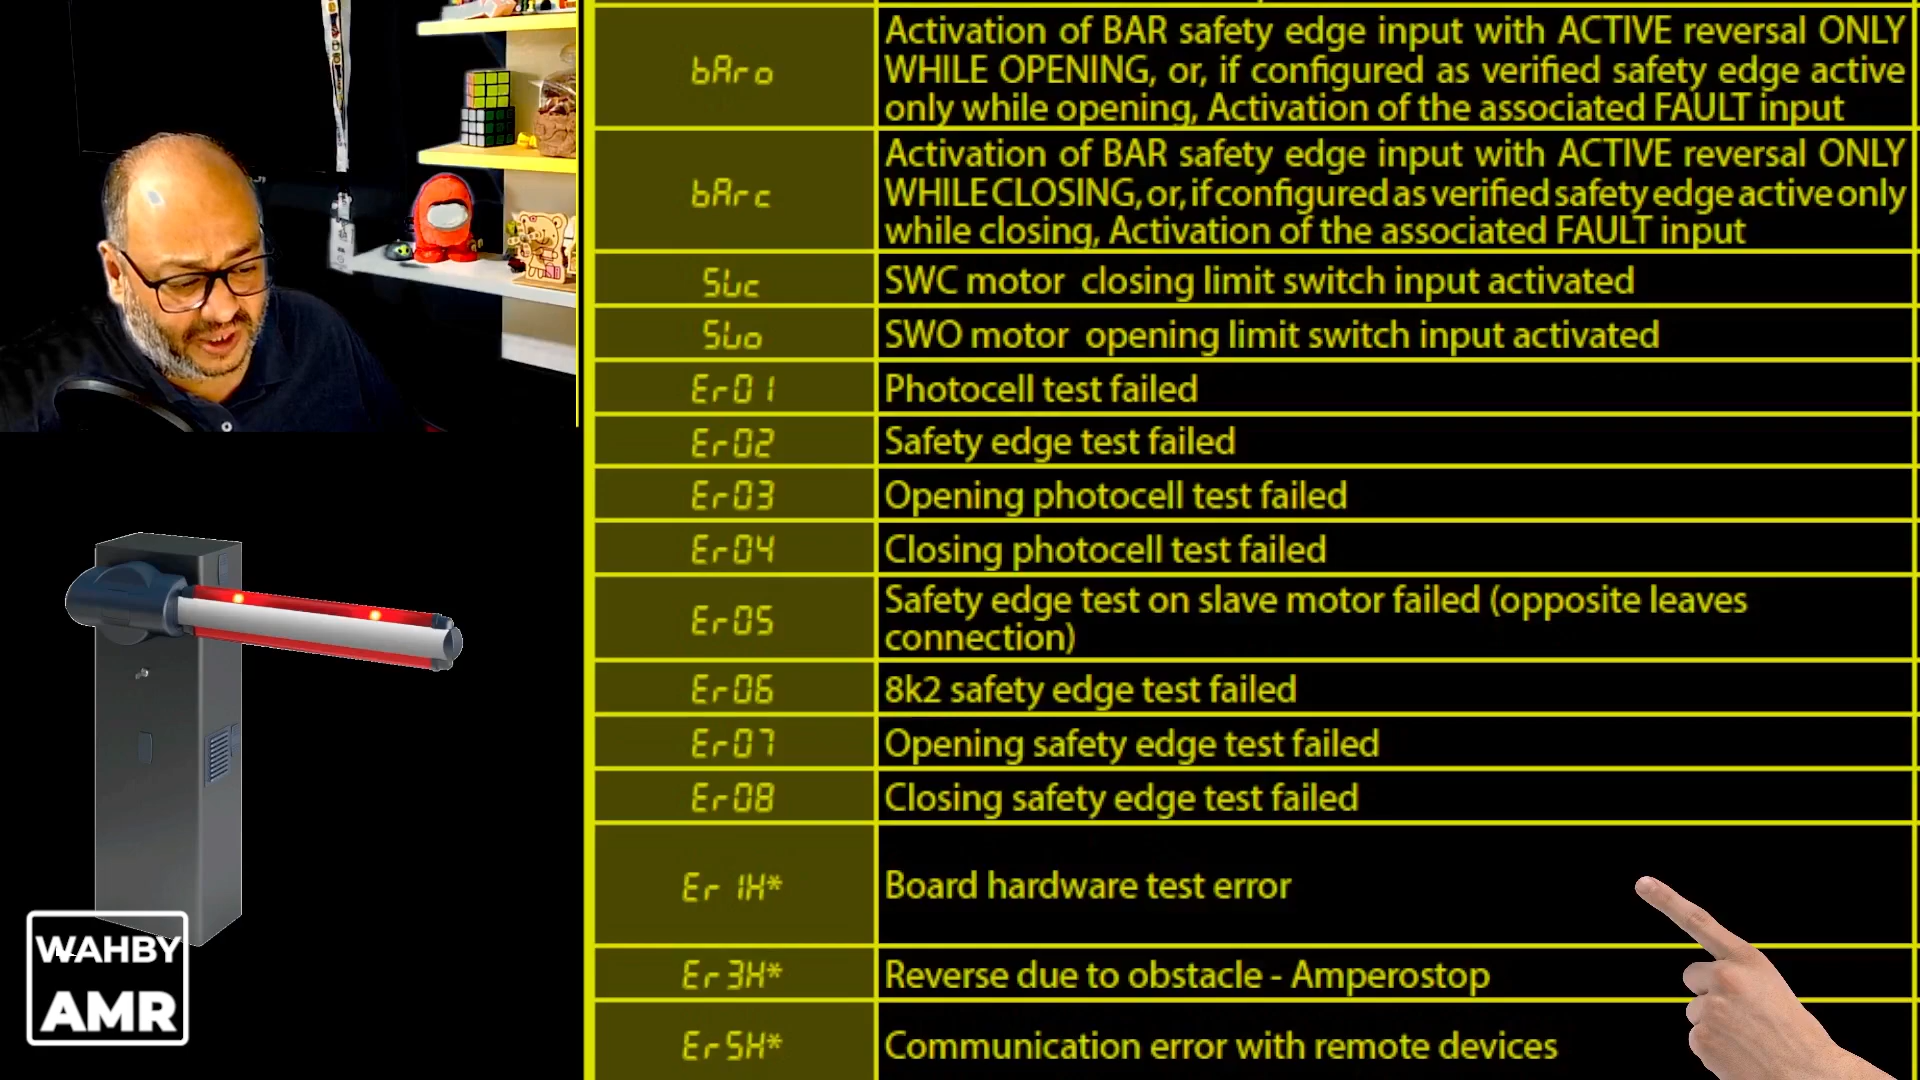 bAr o
Activation of BAR safety edge input with ACTIVE reversal ONLY
WHILE OPENING, or, if configured as verified safety edge active
only while opening, Activation of the associated FAULT input
bAr c
Activation of BAR safety edge input with ACTIVE reversal ONLY
WHILE CLOSING, or, if configured as verified safety edge active only
while closing, Activation of the associated FAULT input
SWc
SWC motor closing limit switch input activated
SWo
SWO motor opening limit switch input activated
Er01
Photocell test failed
Er02
Safety edge test failed
Er03
Opening photocell test failed
Er04
Closing photocell test failed
Er05
Safety edge test on slave motor failed (opposite leaves
connection)
Er06
8k2 safety edge test failed
Er07
Opening safety edge test failed
Er08
Closing safety edge test failed
Er 1H*
Board hardware test error
Er 3H*
Reverse due to obstacle - Amperostop
Er 5H*
Communication error with remote devices
WAHBY
AMR